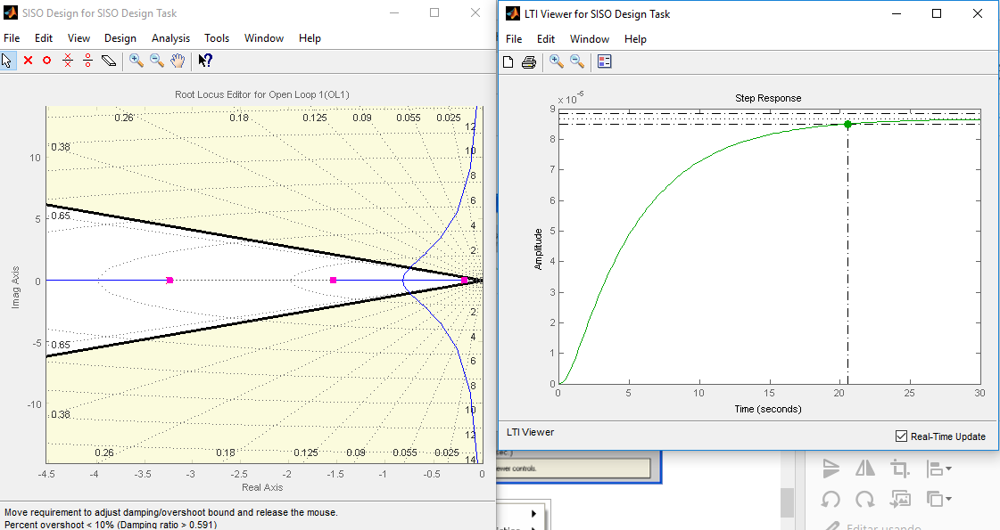 SISO Design for SISO Design Task
File Edit View Design Analysis Tools Window Help
Root Locus Editor for Open Loop 1(OL1)
0.26 0.18 0.125 0.09 0.055 0.025
12
0.38
10
10
8
0.65
6
5
4
2
Imag Axis
0
2
-5
0.65
4
6
8
-10
0.38
10
12
0.26 0.18 0.125 0.09 0.055 0.025
14
-4.5 -4 -3.5 -3 -2.5 -2 -1.5 -1 -0.5 0
Real Axis
Move requirement to adjust damping/overshoot bound and release the mouse.
Percent overshoot < 10% (Damping ratio > 0.591)
LTI Viewer for SISO Design Task
File Edit Window Help
Step Response
9
8
7
6
5
Amplitude
4
3
2
1
0
0 5 10 15 20 25 30
Time (seconds)
LTI Viewer
Real-Time Update
ewer controls.
Editar usando